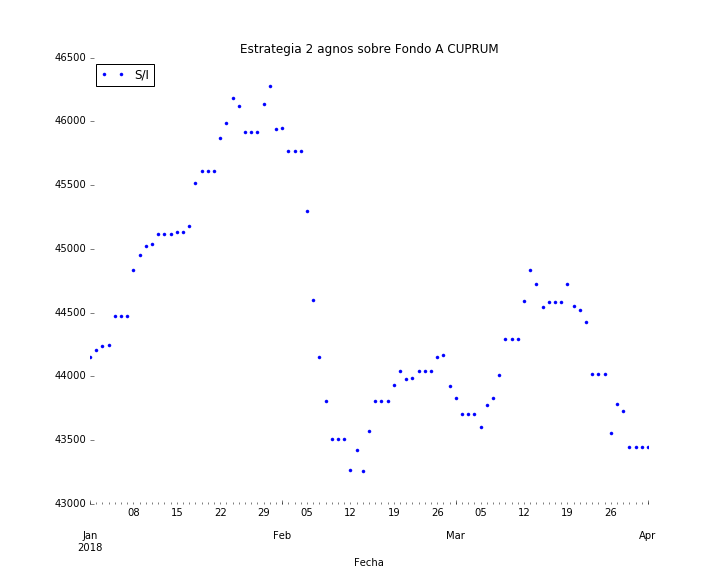 Estrategia 2 agnos sobre Fondo A CUPRUM
S/I
46500
46000
45500
45000
44500
44000
43500
43000
08 15 22 29 05 12 19 26 05 12 19 26
Jan Feb Mar Apr
2018
Fecha